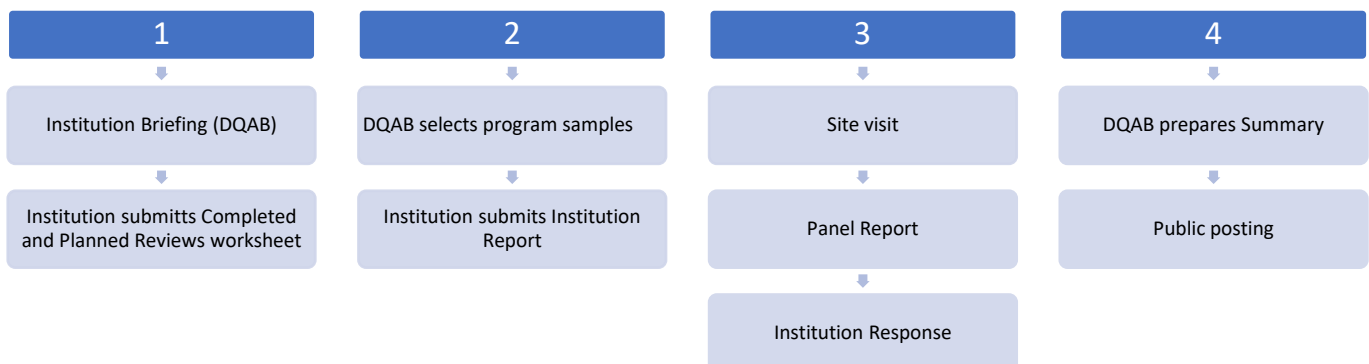 1
Institution Briefing (DQAB)
Institution submitts Completed
and Planned Reviews worksheet
2
DQAB selects program samples
Institution submits Institution
Report
3
Site visit
Panel Report
Institution Response
4
DQAB prepares Summary
Public posting